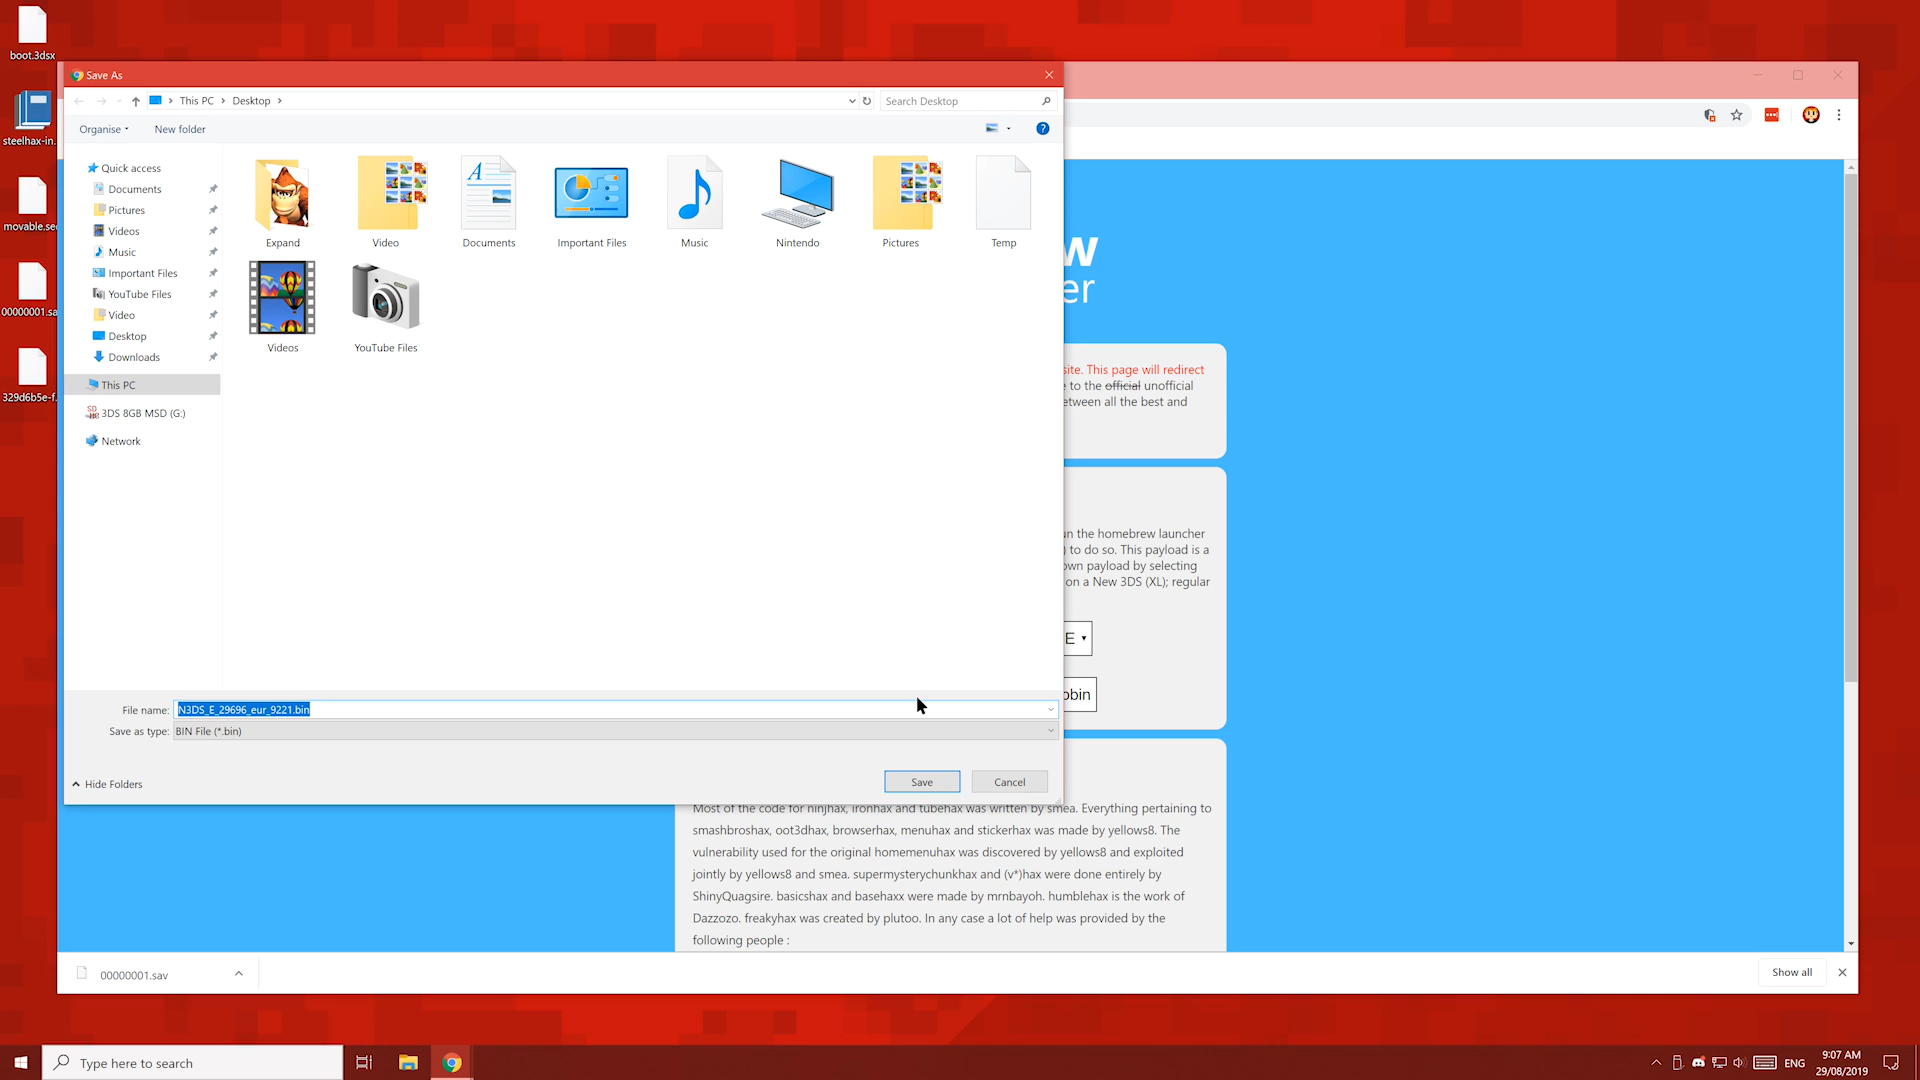 boot.3dsx
steelhax-in.
movable.sed
00000001.sa
329d6b5e-f.
Save As
This PC
Desktop
Search Desktop
Organise
New folder
Quick access
Documents
Pictures
Videos
Music
Important Files
YouTube Files
Video
Desktop
Downloads
This PC
3DS 8GB MSD (G:)
Network
Expand
Video
Documents
Important Files
Music
Nintendo
Pictures
Temp
Videos
YouTube Files
File name: N3DS_E_29696_eur_9221.bin
Save as type: BIN File (*.bin)
Hide Folders
Save
Cancel
w
er
site. This page will redirect
e to the official unofficial
etween all the best and
un the homebrew launcher
) to do so. This payload is a
own payload by selecting
on a New 3DS (XL); regular
E
obin
Most of the code for ninjhax, ironhax and tubehax was written by smea. Everything pertaining to
smashbroshax, oot3dhax, browserhax, menuhax and stickerhax was made by yellows8. The
vulnerability used for the original homemenuhax was discovered by yellows8 and exploited
jointly by yellows8 and smea. supermysterychunkhax and (v*)hax were done entirely by
ShinyQuagsire. basicshax and basehaxx were made by mrnbayoh. humblehax is the work of
Dazzozo. freakyhax was created by plutoo. In any case a lot of help was provided by the
following people :
00000001.sav
Show all
Type here to search
ENG
9:07 AM
29/08/2019